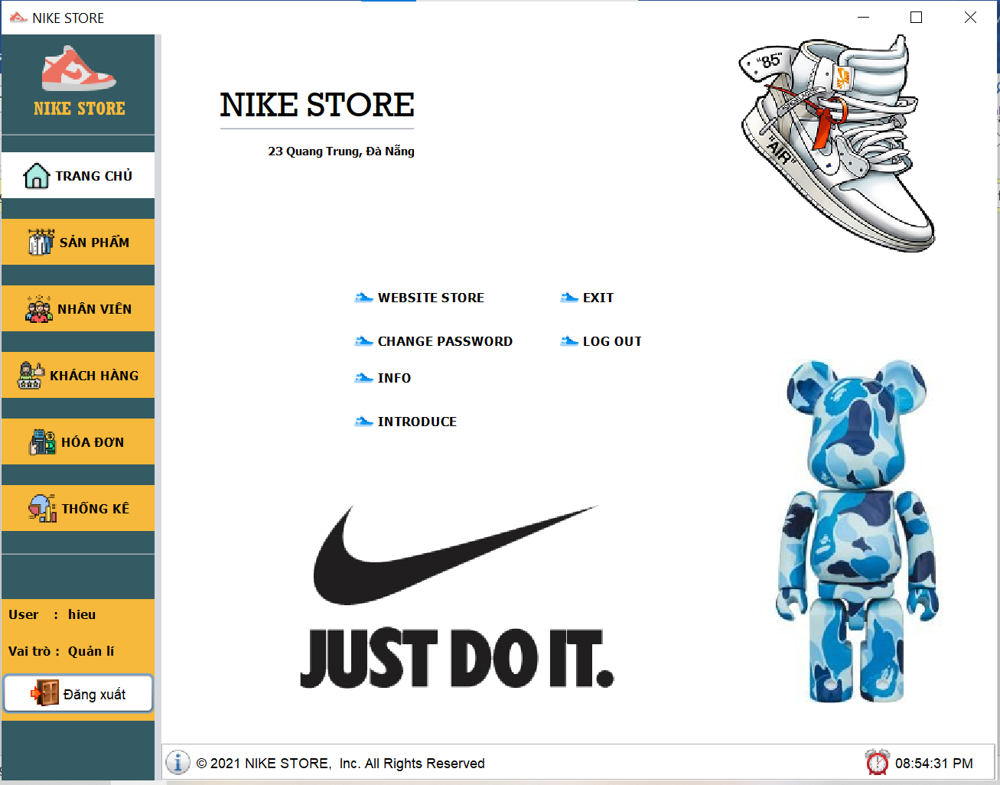 NIKE STORE
NIKE STORE
TRANG CHỦ
SẢN PHẨM
NHÂN VIÊN
KHÁCH HÀNG
HÓA ĐƠN
THỐNG KÊ
User : hieu
Vai trò : Quản lí
Đăng xuất
NIKE STORE
23 Quang Trung, Đà Nẵng
"85"
"AIR"
WEBSITE STORE
EXIT
CHANGE PASSWORD
LOG OUT
INFO
INTRODUCE
JUST DO IT.
© 2021 NIKE STORE, Inc. All Rights Reserved
08:54:31 PM